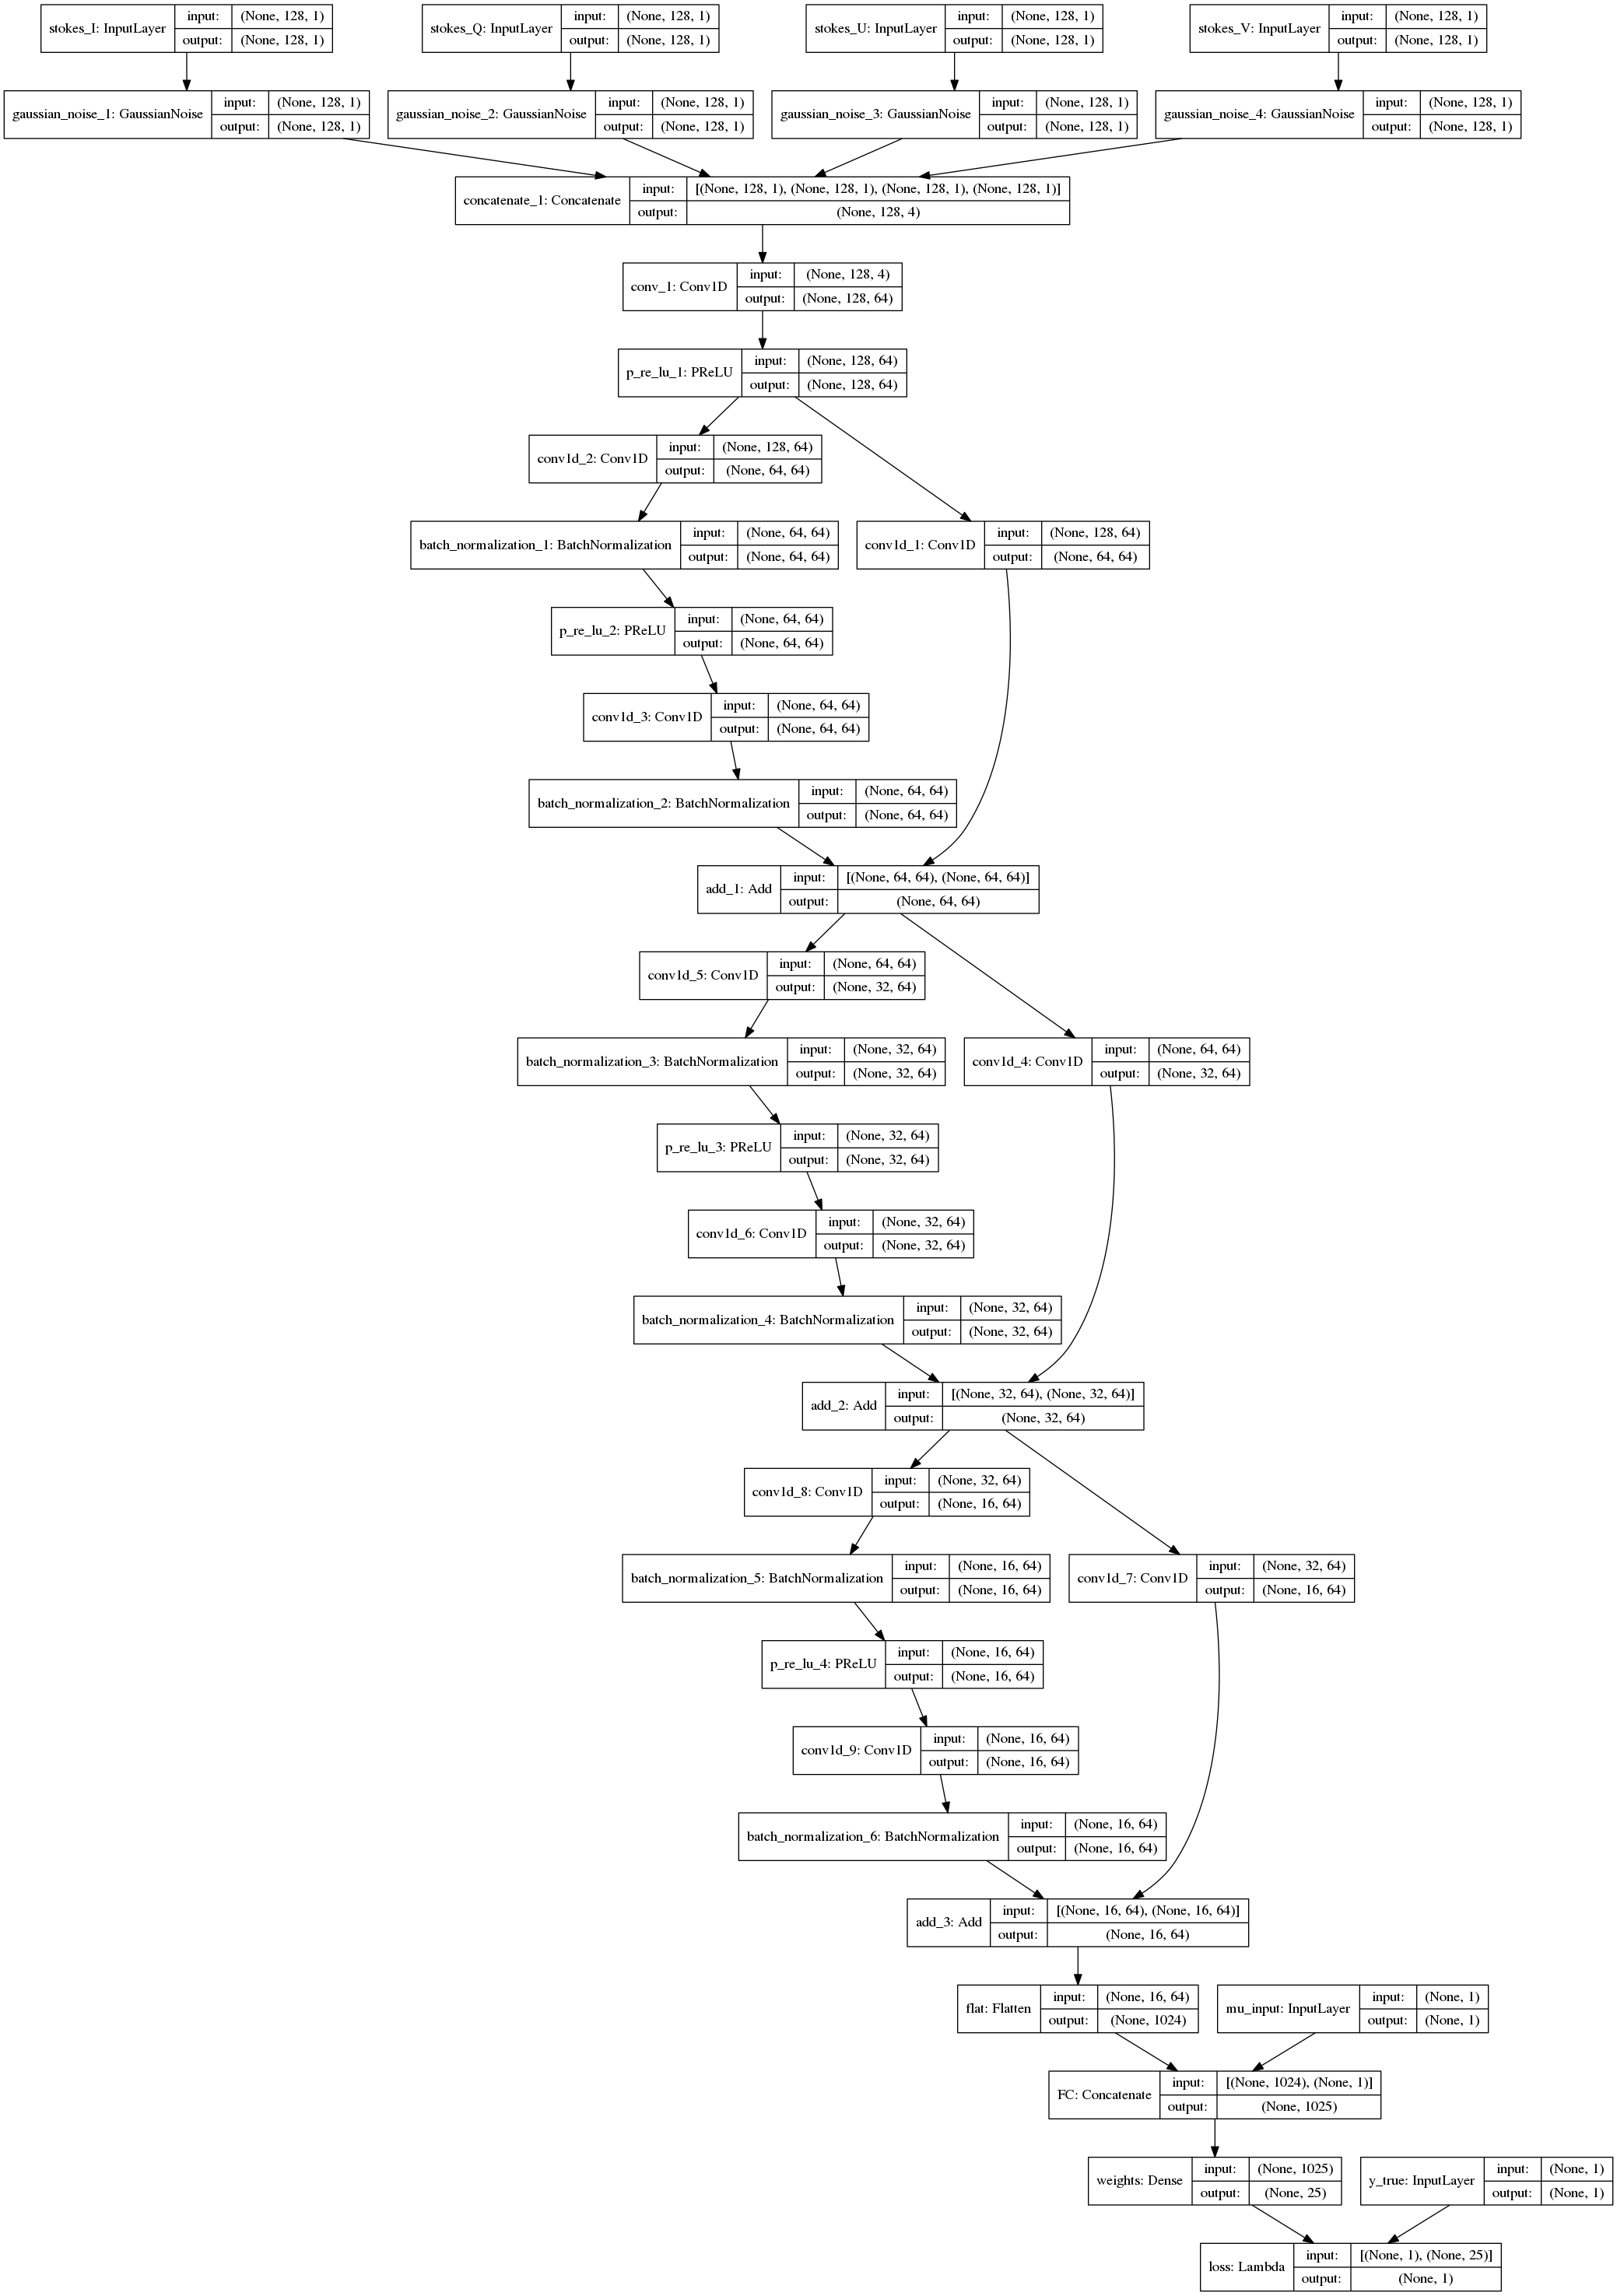 stokes_I: InputLayer input: (None, 128, 1) output: (None, 128, 1)
stokes_Q: InputLayer input: (None, 128, 1) output: (None, 128, 1)
stokes_U: InputLayer input: (None, 128, 1) output: (None, 128, 1)
stokes_V: InputLayer input: (None, 128, 1) output: (None, 128, 1)
gaussian_noise_1: GaussianNoise input: (None, 128, 1) output: (None, 128, 1)
gaussian_noise_2: GaussianNoise input: (None, 128, 1) output: (None, 128, 1)
gaussian_noise_3: GaussianNoise input: (None, 128, 1) output: (None, 128, 1)
gaussian_noise_4: GaussianNoise input: (None, 128, 1) output: (None, 128, 1)
concatenate_1: Concatenate input: [(None, 128, 1), (None, 128, 1), (None, 128, 1), (None, 128, 1)] output: (None, 128, 4)
conv_1: Conv1D input: (None, 128, 4) output: (None, 128, 64)
p_re_lu_1: PReLU input: (None, 128, 64) output: (None, 128, 64)
conv1d_2: Conv1D input: (None, 128, 64) output: (None, 64, 64)
batch_normalization_1: BatchNormalization input: (None, 64, 64) output: (None, 64, 64)
conv1d_1: Conv1D input: (None, 128, 64) output: (None, 64, 64)
p_re_lu_2: PReLU input: (None, 64, 64) output: (None, 64, 64)
conv1d_3: Conv1D input: (None, 64, 64) output: (None, 64, 64)
batch_normalization_2: BatchNormalization input: (None, 64, 64) output: (None, 64, 64)
add_1: Add input: [(None, 64, 64), (None, 64, 64)] output: (None, 64, 64)
conv1d_5: Conv1D input: (None, 64, 64) output: (None, 32, 64)
batch_normalization_3: BatchNormalization input: (None, 32, 64) output: (None, 32, 64)
conv1d_4: Conv1D input: (None, 64, 64) output: (None, 32, 64)
p_re_lu_3: PReLU input: (None, 32, 64) output: (None, 32, 64)
conv1d_6: Conv1D input: (None, 32, 64) output: (None, 32, 64)
batch_normalization_4: BatchNormalization input: (None, 32, 64) output: (None, 32, 64)
add_2: Add input: [(None, 32, 64), (None, 32, 64)] output: (None, 32, 64)
conv1d_8: Conv1D input: (None, 32, 64) output: (None, 16, 64)
batch_normalization_5: BatchNormalization input: (None, 16, 64) output: (None, 16, 64)
conv1d_7: Conv1D input: (None, 32, 64) output: (None, 16, 64)
p_re_lu_4: PReLU input: (None, 16, 64) output: (None, 16, 64)
conv1d_9: Conv1D input: (None, 16, 64) output: (None, 16, 64)
batch_normalization_6: BatchNormalization input: (None, 16, 64) output: (None, 16, 64)
add_3: Add input: [(None, 16, 64), (None, 16, 64)] output: (None, 16, 64)
flat: Flatten input: (None, 16, 64) output: (None, 1024)
mu_input: InputLayer input: (None, 1) output: (None, 1)
FC: Concatenate input: [(None, 1024), (None, 1)] output: (None, 1025)
weights: Dense input: (None, 1025) output: (None, 25)
y_true: InputLayer input: (None, 1) output: (None, 1)
loss: Lambda input: [(None, 1), (None, 25)] output: (None, 1)